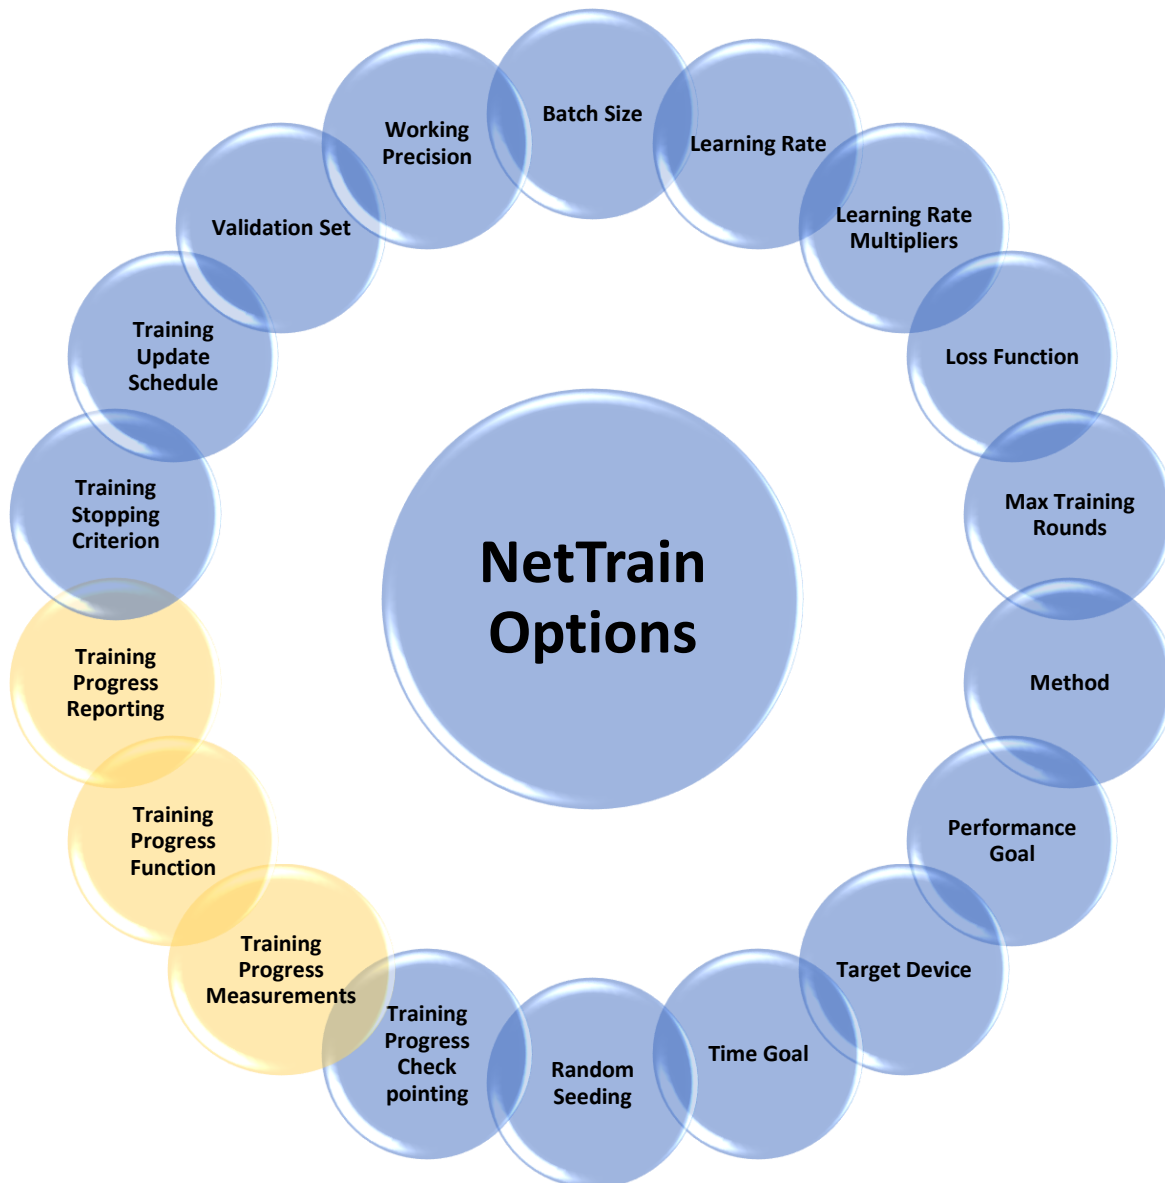 Batch Size
Learning Rate
Learning Rate
Multipliers
Loss Function
Max Training
Rounds
Method
Performance
Goal
Target Device
Time Goal
Random
Seeding
Training
Progress
Check
pointing
Training
Progress
Measurements
Training
Progress
Function
Training
Progress
Reporting
Training
Stopping
Criterion
Training
Update
Schedule
Validation Set
Working
Precision
NetTrain
Options